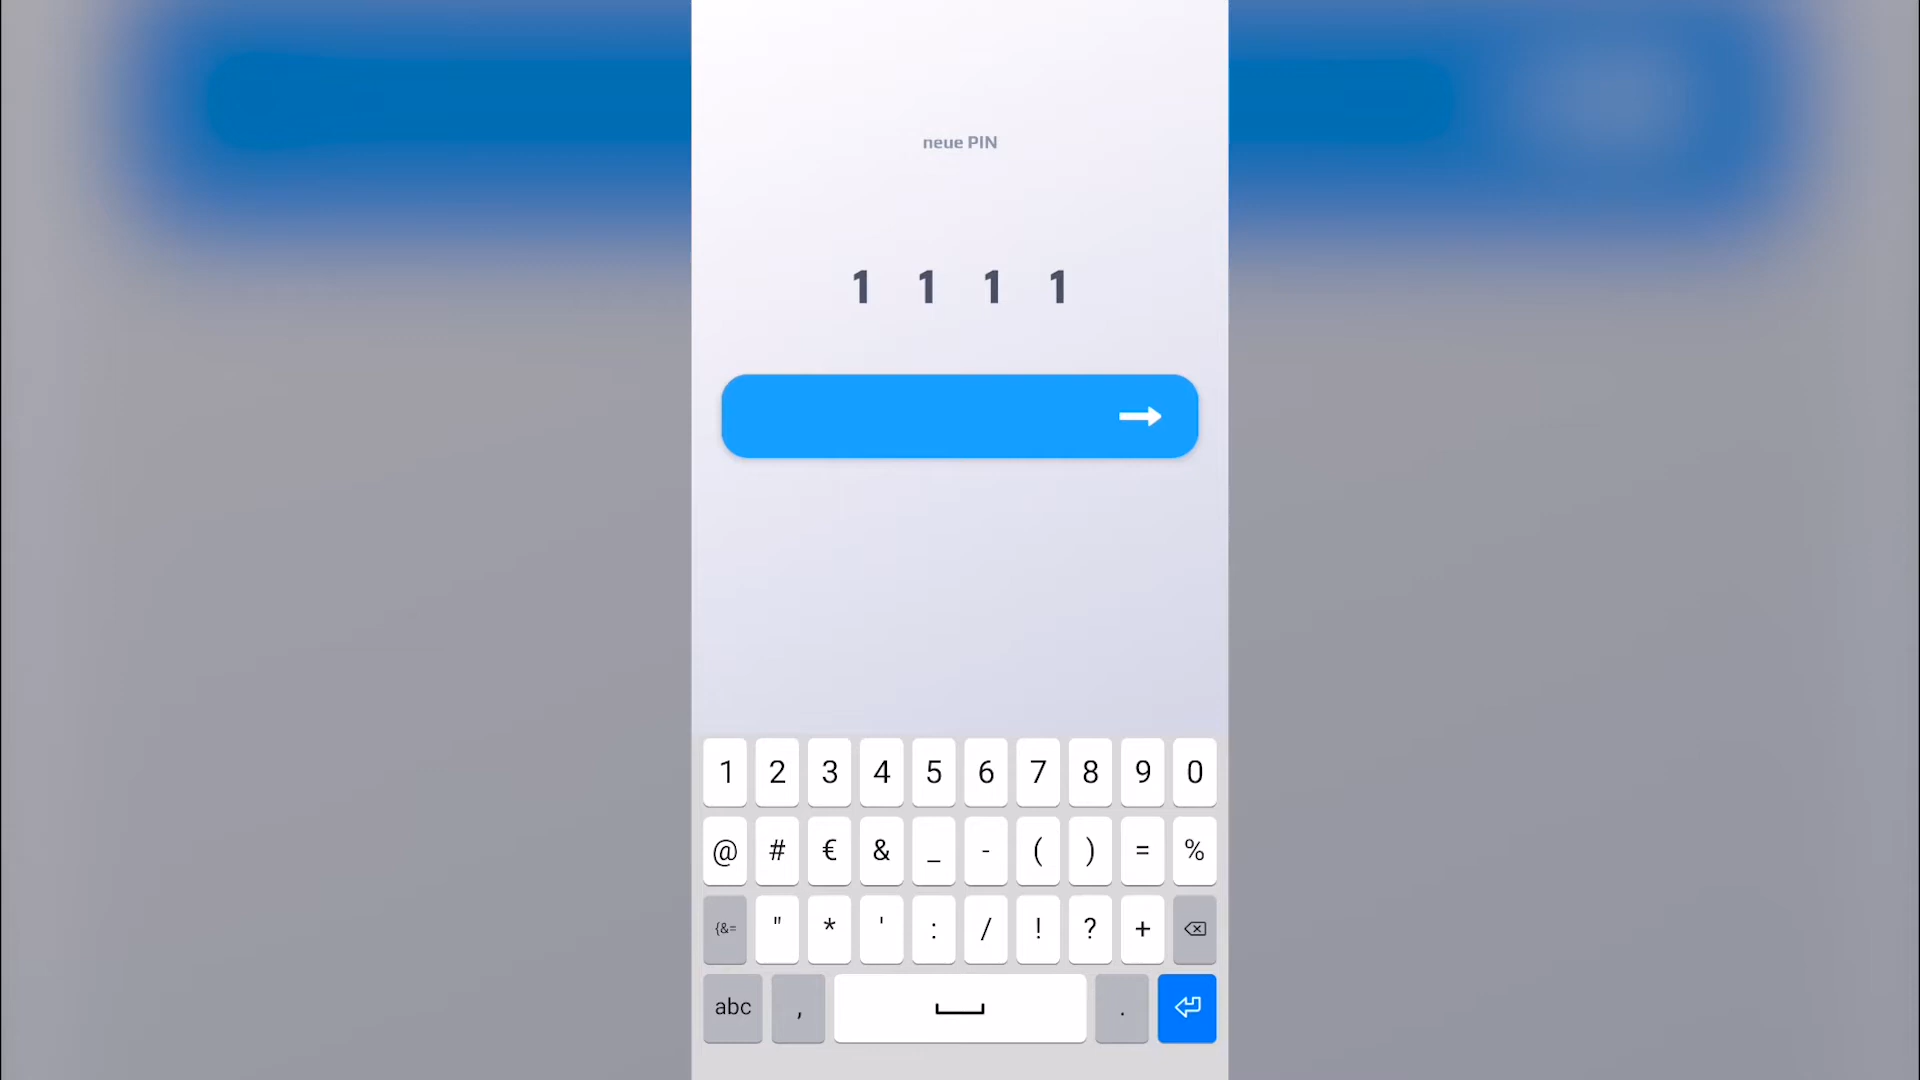 neue PIN
1 1 1 1
1 2 3 4 5 6 7 8 9 0
@ # € & _ - ( ) = %
{&= " * ' : / ! ? +
abc , .